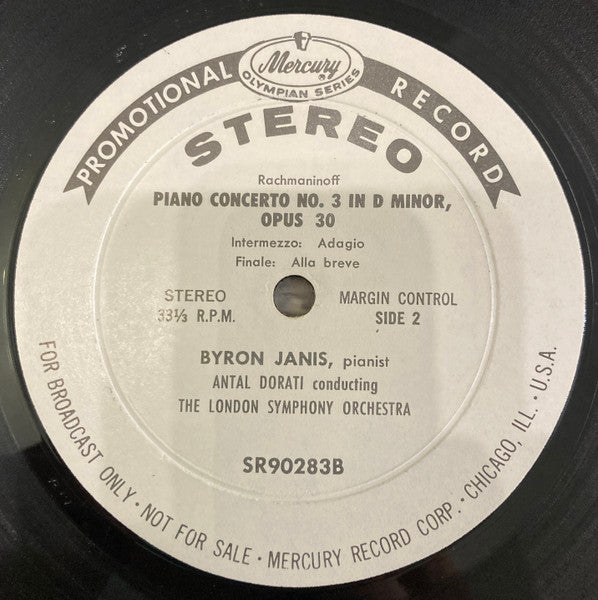 Mercury
®
OLYMPIAN SERIES
PROMOTIONAL RECORD
STEREO
Rachmaninoff
PIANO CONCERTO NO. 3 IN D MINOR,
OPUS 30
Intermezzo: Adagio
Finale: Alla breve
STEREO
33⅓ R.P.M.
MARGIN CONTROL
SIDE 2
BYRON JANIS, pianist
ANTAL DORATI conducting
THE LONDON SYMPHONY ORCHESTRA
SR90283B
FOR BROADCAST ONLY • NOT FOR SALE • MERCURY RECORD CORP. • CHICAGO, ILL. • U.S.A.